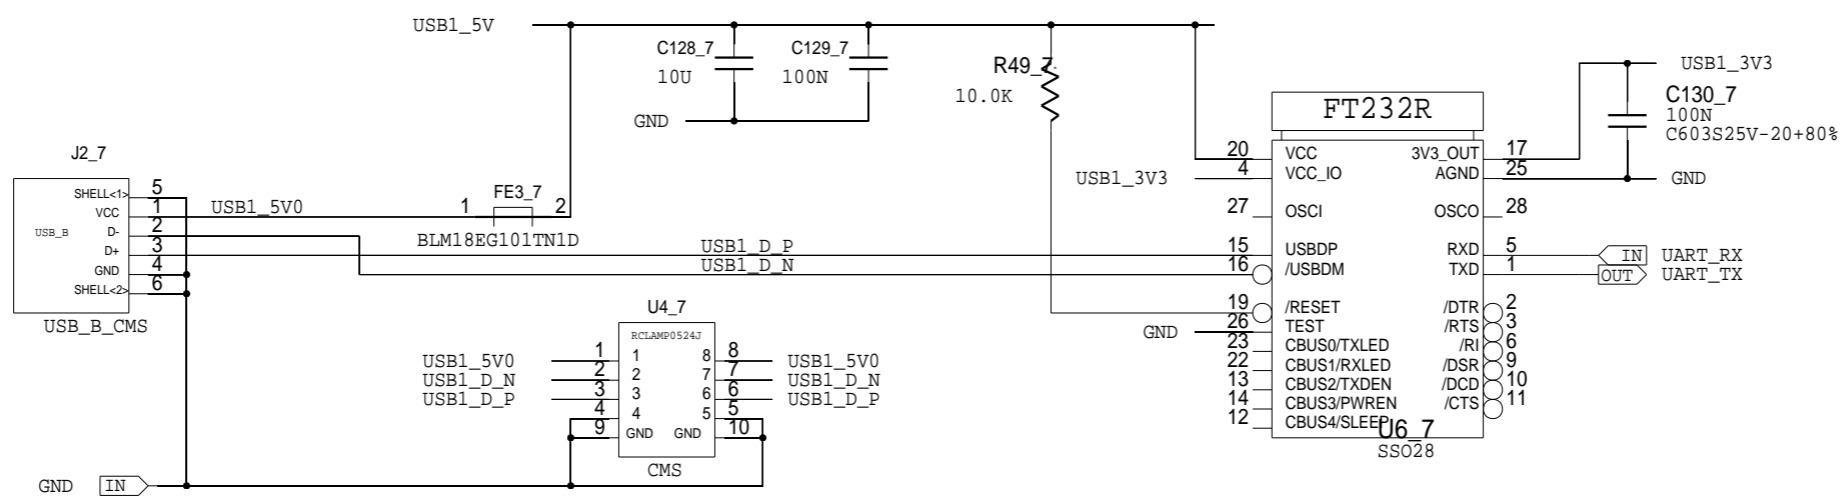 USB1_5V
C128_7
10U
C129_7
100N
GND
R49_7
10.0K
FT232R
USB1_3V3
C130_7
100N
C603S25V-20+80%
GND
USB1_3V3
20 VCC 3V3_OUT 17
4 VCC_IO AGND 25
27 OSCI OSCO 28
15 USBDP RXD 5 IN UART_RX
16 /USBDM TXD 1 OUT UART_TX
19 /RESET /DTR 2
GND 26 TEST /RTS 3
23 CBUS0/TXLED /RI 6
22 CBUS1/RXLED /DSR 9
13 CBUS2/TXDEN /DCD 10
14 CBUS3/PWREN /CTS 11
12 CBUS4/SLEEP
U6_7
SSO28
J2_7
USB_B
SHELL<1> 5
VCC 1
D- 2
D+ 3
GND 4
SHELL<2> 6
USB_B_CMS
USB1_5V0
FE3_7
1 2
BLM18EG101TN1D
USB1_D_P
USB1_D_N
U4_7
RCLAMP0524J
USB1_5V0 1 1 8 8 USB1_5V0
USB1_D_N 2 2 7 7 USB1_D_N
USB1_D_P 3 3 6 6 USB1_D_P
4 4 5 5
9 GND GND 10
CMS
GND IN